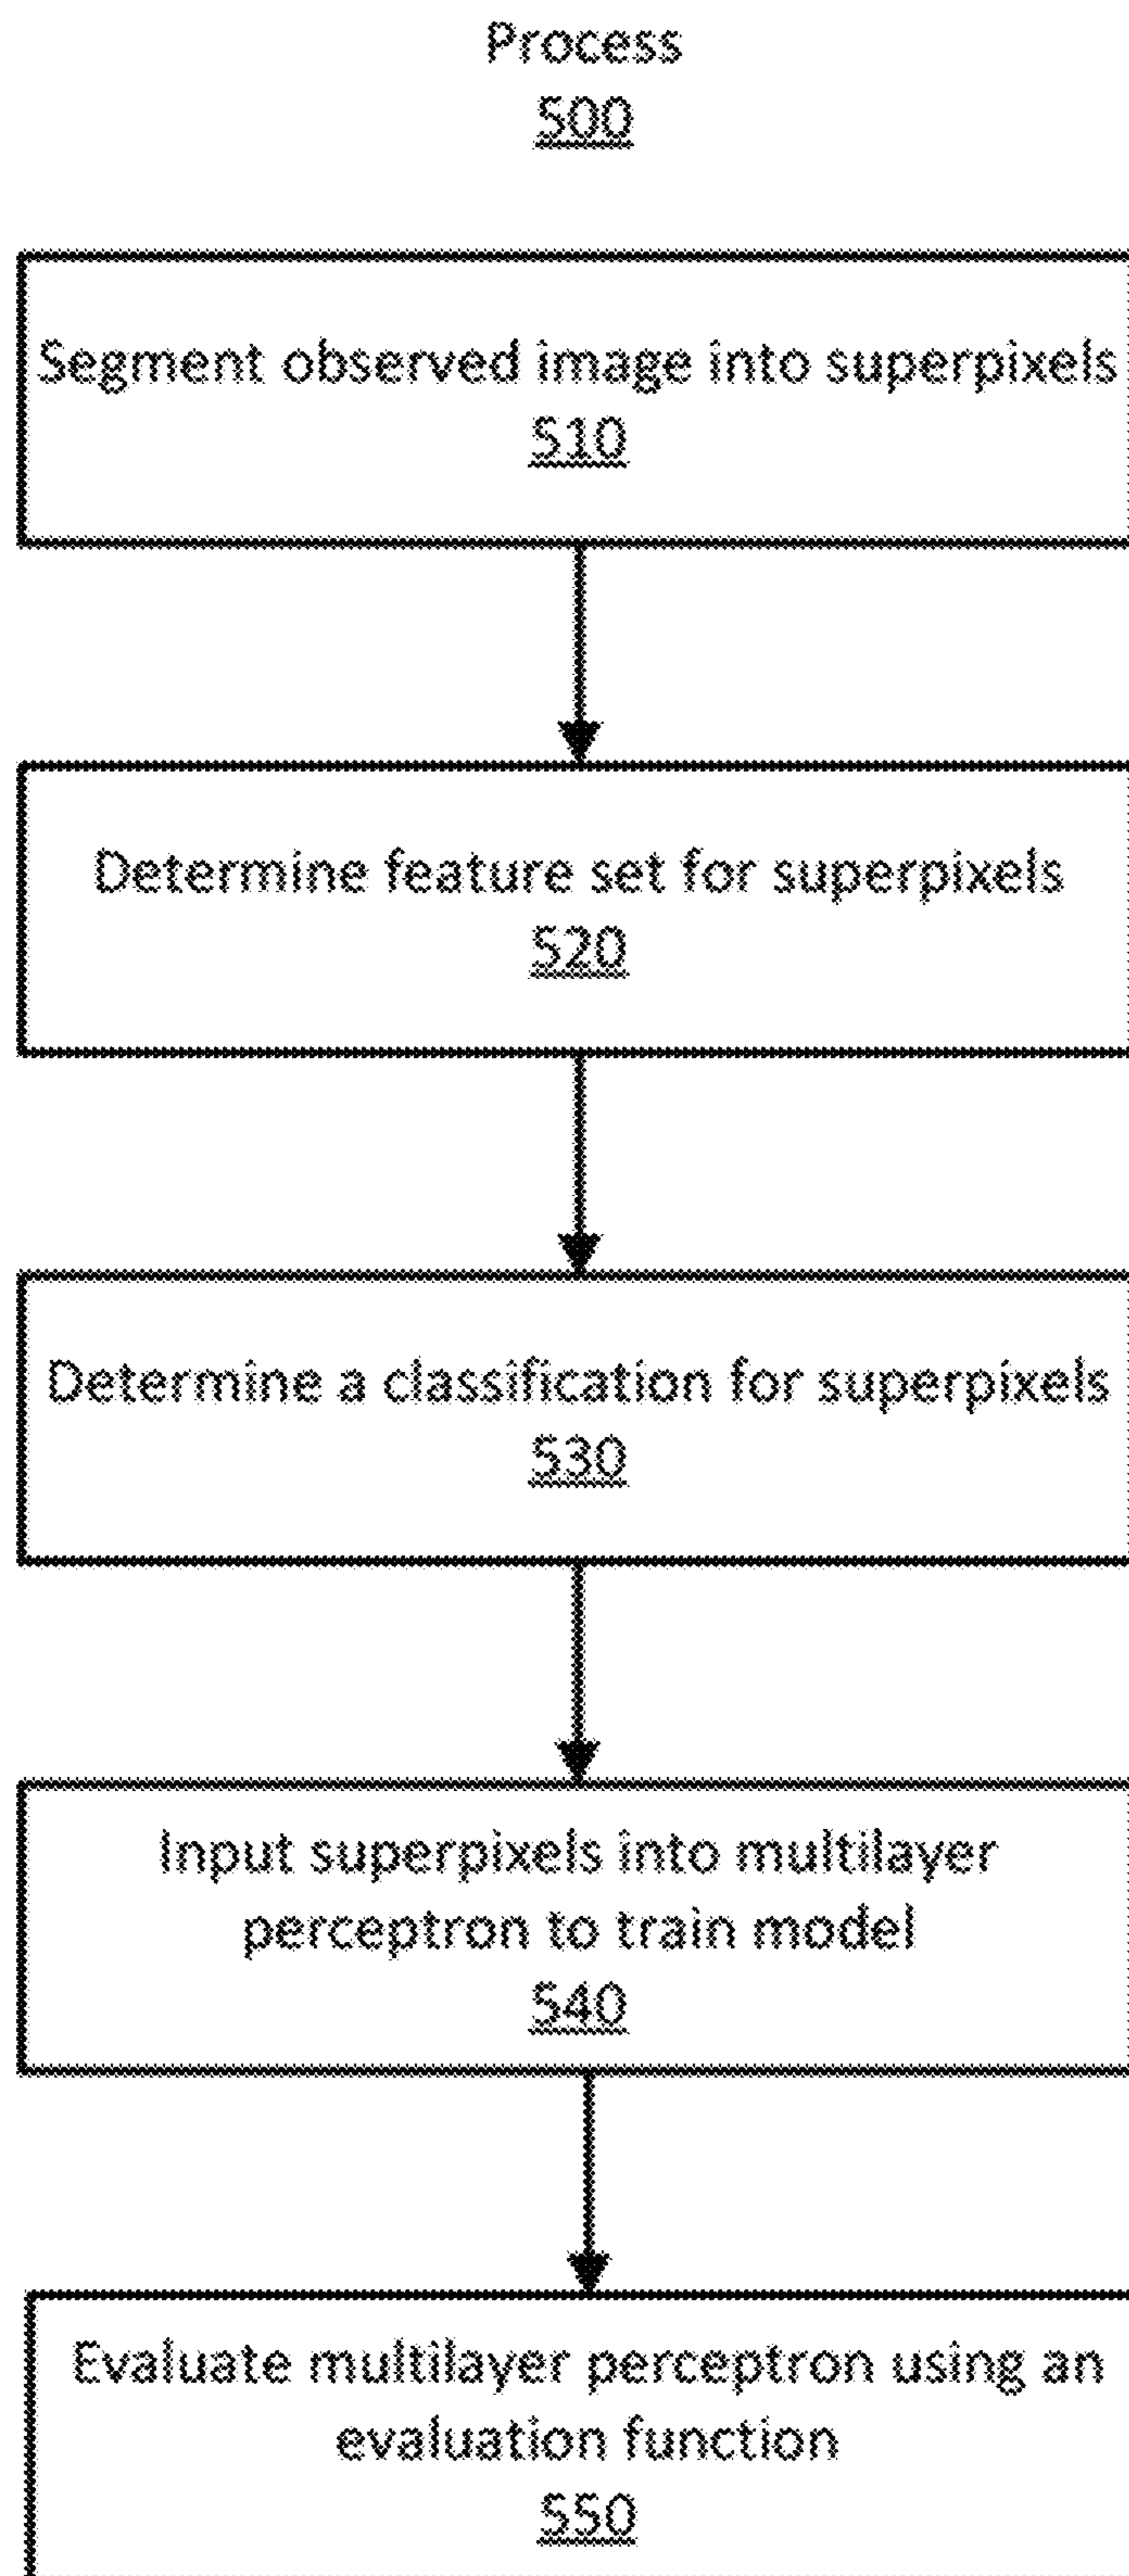 Process
500
Segment observed image into superpixels
510
Determine feature set for superpixels
520
Determine a classification for superpixels
530
Input superpixels into multilayer
perceptron to train model
540
Evaluate multilayer perceptron using an
evaluation function
550